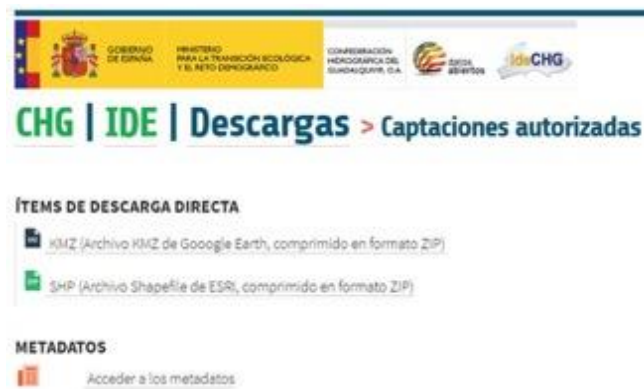 GOBIERNO
DE ESPAÑA
MINISTERIO
PARA LA TRANSICIÓN ECOLÓGICA
Y EL RETO DEMOGRÁFICO
CONFEDERACIÓN
HIDROGRÁFICA DEL
GUADALQUIVIR, O.A.
datos
abiertos
ideCHG
CHG | IDE | Descargas > Captaciones autorizadas
ÍTEMS DE DESCARGA DIRECTA
KMZ (Archivo KMZ de Gooogle Earth, comprimido en formato ZIP)
SHP (Archivo Shapefile de ESRI, comprimido en formato ZIP)
METADATOS
Acceder a los metadatos